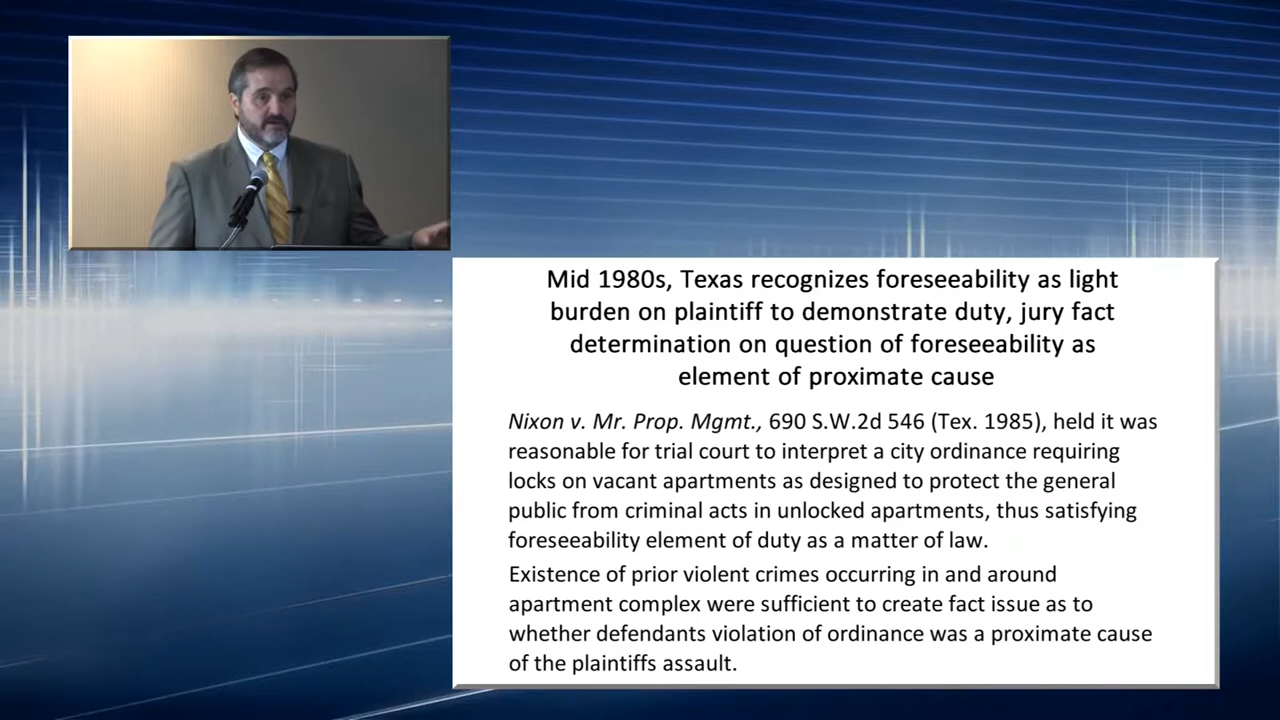 Mid 1980s, Texas recognizes foreseeability as light
burden on plaintiff to demonstrate duty, jury fact
determination on question of foreseeability as
element of proximate cause
Nixon v. Mr. Prop. Mgmt., 690 S.W.2d 546 (Tex. 1985), held it was
reasonable for trial court to interpret a city ordinance requiring
locks on vacant apartments as designed to protect the general
public from criminal acts in unlocked apartments, thus satisfying
foreseeability element of duty as a matter of law.
Existence of prior violent crimes occurring in and around
apartment complex were sufficient to create fact issue as to
whether defendants violation of ordinance was a proximate cause
of the plaintiffs assault.